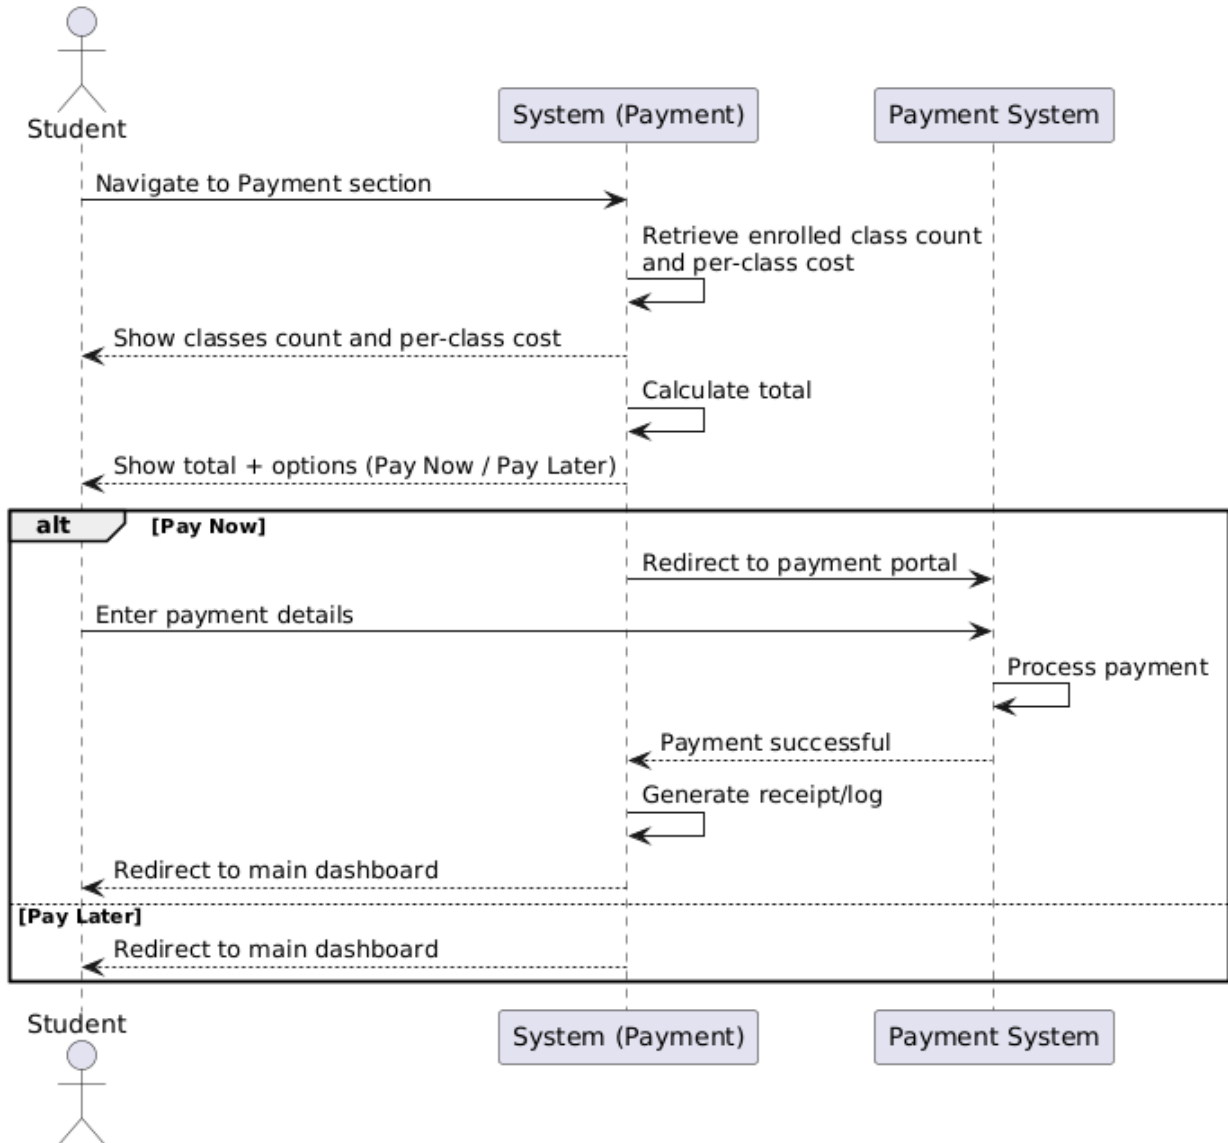 Student
System (Payment)
Payment System
Navigate to Payment section
Retrieve enrolled class count
and per-class cost
Show classes count and per-class cost
Calculate total
Show total + options (Pay Now / Pay Later)
alt
[Pay Now]
Redirect to payment portal
Enter payment details
Process payment
Payment successful
Generate receipt/log
Redirect to main dashboard
[Pay Later]
Redirect to main dashboard
Student
System (Payment)
Payment System